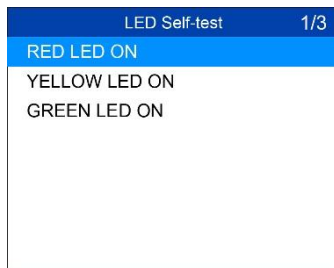 LED Self-test 1/3
RED LED ON
YELLOW LED ON
GREEN LED ON